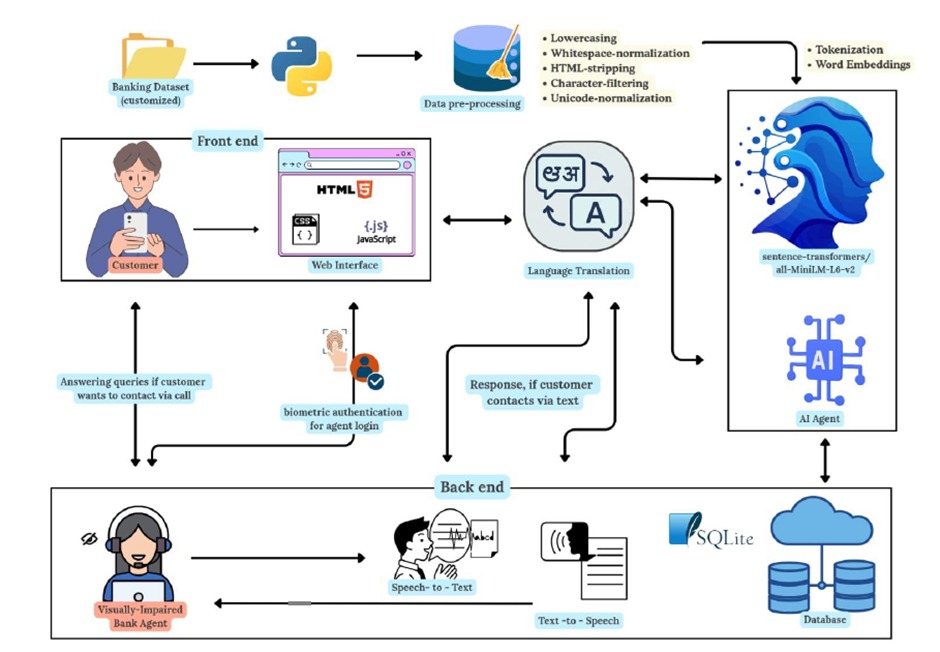 Banking Dataset
(customized)
Data pre-processing
• Lowercasing
• Whitespace-normalization
• HTML-stripping
• Character-filtering
• Unicode-normalization
• Tokenization
• Word Embeddings
Front end
Customer
HTML5
CSS
{ }
{.js}
JavaScript
Web Interface
अ
A
Language Translation
sentence-transformers/
all-MiniLM-L6-v2
AI
AI Agent
Answering queries if customer
wants to contact via call
biometric authentication
for agent login
Response, if customer
contacts via text
Back end
Visually-Impaired
Bank Agent
abcd
Speech- to - Text
Text -to - Speech
SQLite
Database